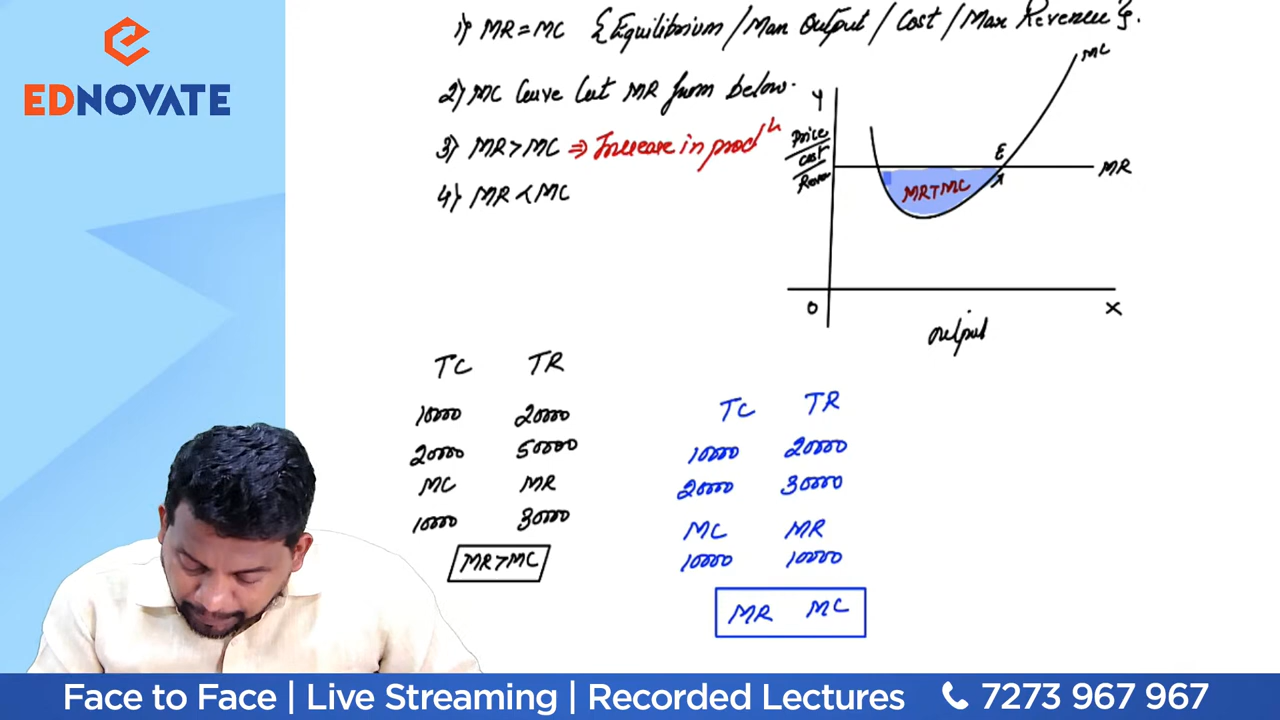 EDNOVATE
1) MR = MC {Equilibrium / Max Output / Cost / Max Revenue}.
2) MC Curve Cut MR from below.
3) MR > MC ⇒ Increase in prodⁿ
4) MR < MC
Y
Price
Cost
Reven
MC
E
MR
MR>MC
O
X
output
TC TR
10000 20000
20000 50000
MC MR
10000 30000
MR>MC
TC TR
10000 20000
20000 30000
MC MR
10000 10000
MR MC
Face to Face | Live Streaming | Recorded Lectures 7273 967 967